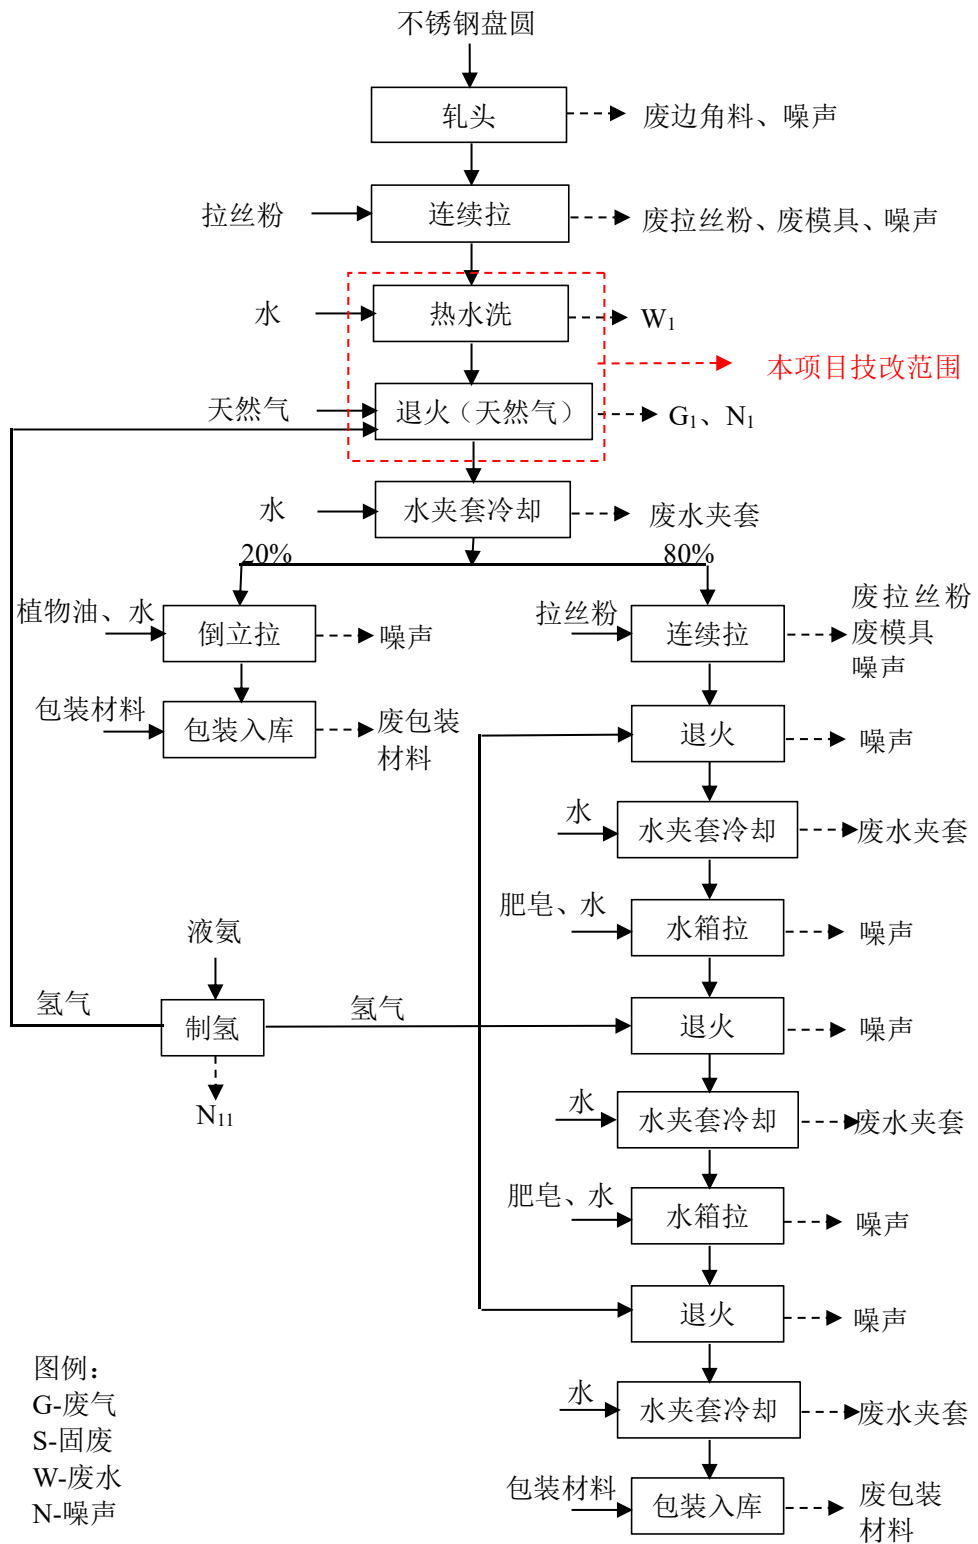 不锈钢盘圆
轧头
废边角料、噪声
拉丝粉
连续拉
废拉丝粉、废模具、噪声
水
热水洗
W1
本项目技改范围
天然气
退火（天然气）
G1、N1
水
水夹套冷却
废水夹套
20%
80%
植物油、水
倒立拉
噪声
拉丝粉
连续拉
废拉丝粉
废模具
噪声
包装材料
包装入库
废包装
材料
退火
噪声
水
水夹套冷却
废水夹套
肥皂、水
水箱拉
噪声
液氨
氢气
制氢
氢气
退火
噪声
N11
水
水夹套冷却
废水夹套
肥皂、水
水箱拉
噪声
退火
噪声
水
水夹套冷却
废水夹套
包装材料
包装入库
废包装
材料
图例：
G-废气
S-固废
W-废水
N-噪声